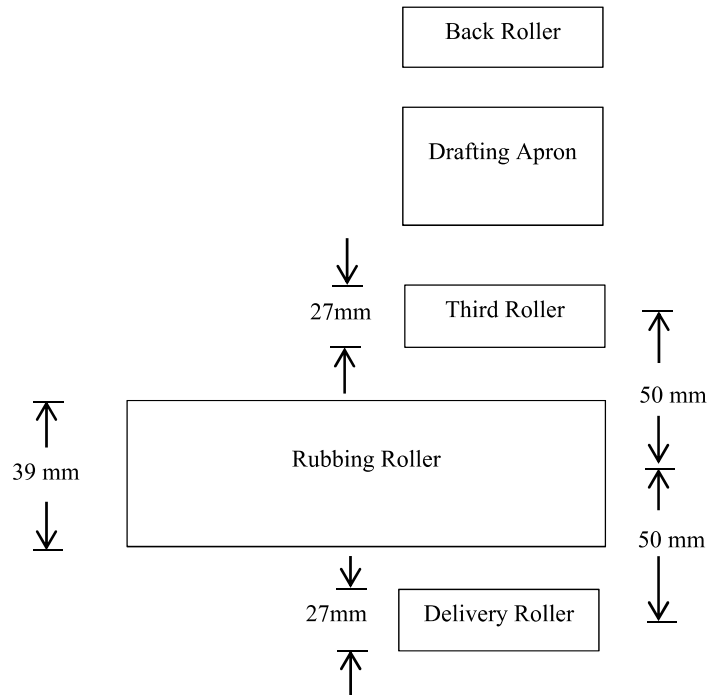 Back Roller
Drafting Apron
27mm
Third Roller
50 mm
39 mm
Rubbing Roller
50 mm
27mm
Delivery Roller